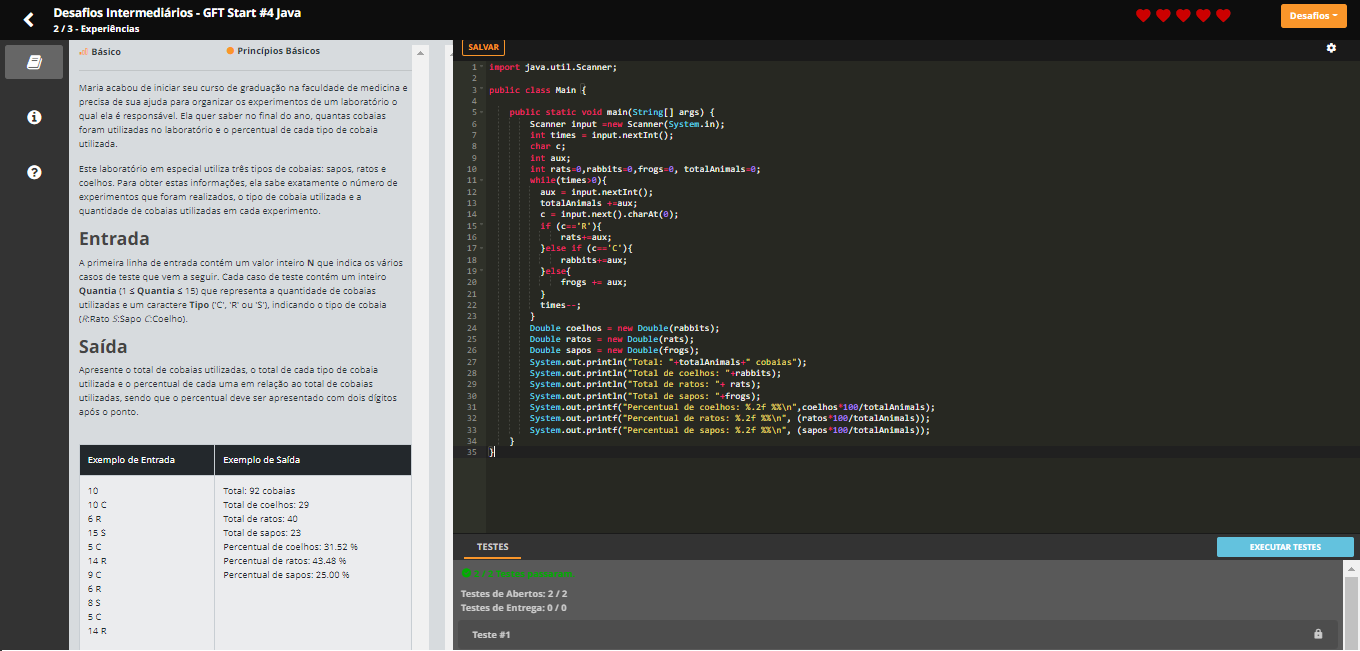 Desafios Intermediários - GFT Start #4 Java
2 / 3 - Experiências
Desafios
Básico
Princípios Básicos
Maria acabou de iniciar seu curso de graduação na faculdade de medicina e
precisa de sua ajuda para organizar os experimentos de um laboratório o
qual ela é responsável. Ela quer saber no final do ano, quantas cobaias
foram utilizadas no laboratório e o percentual de cada tipo de cobaia
utilizada.
Este laboratório em especial utiliza três tipos de cobaias: sapos, ratos e
coelhos. Para obter estas informações, ela sabe exatamente o número de
experimentos que foram realizados, o tipo de cobaia utilizada e a
quantidade de cobaias utilizadas em cada experimento.
Entrada
A primeira linha de entrada contém um valor inteiro N que indica os vários
casos de teste que vem a seguir. Cada caso de teste contém um inteiro
Quantia (1 ≤ Quantia ≤ 15) que representa a quantidade de cobaias
utilizadas e um caractere Tipo ('C', 'R' ou 'S'), indicando o tipo de cobaia
(R:Rato S:Sapo C:Coelho).
Saída
Apresente o total de cobaias utilizadas, o total de cada tipo de cobaia
utilizada e o percentual de cada uma em relação ao total de cobaias
utilizadas, sendo que o percentual deve ser apresentado com dois dígitos
após o ponto.
Exemplo de Entrada
Exemplo de Saída
10
10 C
6 R
15 S
5 C
14 R
9 C
6 R
8 S
5 C
14 R
Total: 92 cobaias
Total de coelhos: 29
Total de ratos: 40
Total de sapos: 23
Percentual de coelhos: 31.52 %
Percentual de ratos: 43.48 %
Percentual de sapos: 25.00 %
SALVAR
1 import java.util.Scanner;
2
3 public class Main {
4
5 public static void main(String[] args) {
6 Scanner input =new Scanner(System.in);
7 int times = input.nextInt();
8 char c;
9 int aux;
10 int rats=0,rabbits=0,frogs=0, totalAnimals=0;
11 while(times>0){
12 aux = input.nextInt();
13 totalAnimals +=aux;
14 c = input.next().charAt(0);
15 if (c=='R'){
16 rats+=aux;
17 }else if (c=='C'){
18 rabbits+=aux;
19 }else{
20 frogs += aux;
21 }
22 times--;
23 }
24 Double coelhos = new Double(rabbits);
25 Double ratos = new Double(rats);
26 Double sapos = new Double(frogs);
27 System.out.println("Total: "+totalAnimals+" cobaias");
28 System.out.println("Total de coelhos: "+rabbits);
29 System.out.println("Total de ratos: "+ rats);
30 System.out.println("Total de sapos: "+frogs);
31 System.out.printf("Percentual de coelhos: %.2f %%\n",coelhos*100/totalAnimals);
32 System.out.printf("Percentual de ratos: %.2f %%\n", (ratos*100/totalAnimals));
33 System.out.printf("Percentual de sapos: %.2f %%\n", (sapos*100/totalAnimals));
34 }
35 }
TESTES
EXECUTAR TESTES
2 / 2 Testes passaram.
Testes de Abertos: 2 / 2
Testes de Entrega: 0 / 0
Teste #1